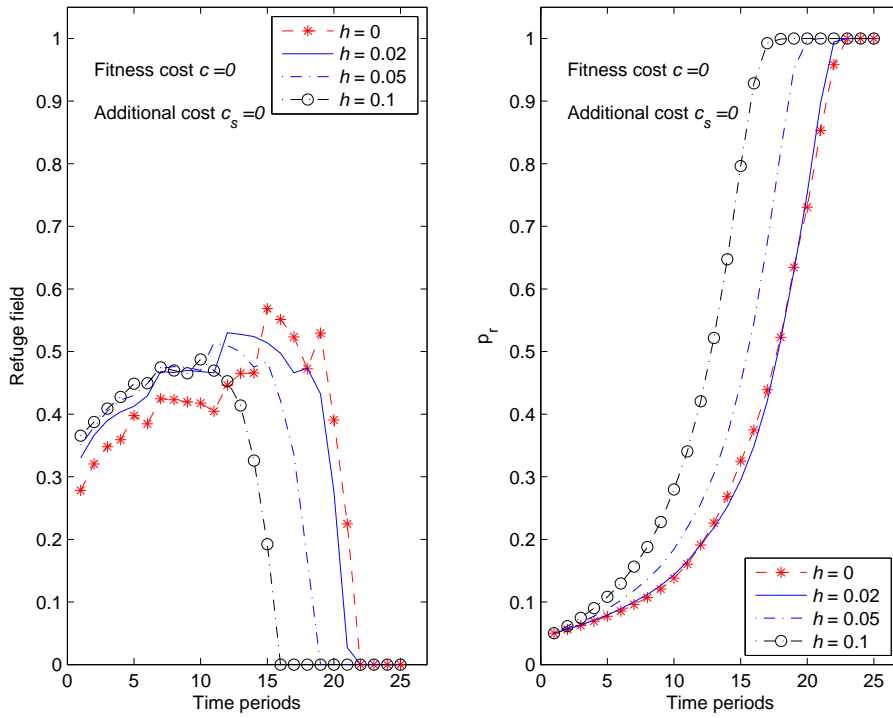 1
0.9
0.8
0.7
0.6
0.5
0.4
0.3
0.2
0.1
0
Refuge field
Fitness cost c =0
Additional cost c_s =0
h = 0
h = 0.02
h = 0.05
h = 0.1
0 5 10 15 20 25
Time periods
1
0.9
0.8
0.7
0.6
0.5
0.4
0.3
0.2
0.1
0
p_r
Fitness cost c =0
Additional cost c_s =0
h = 0
h = 0.02
h = 0.05
h = 0.1
0 5 10 15 20 25
Time periods